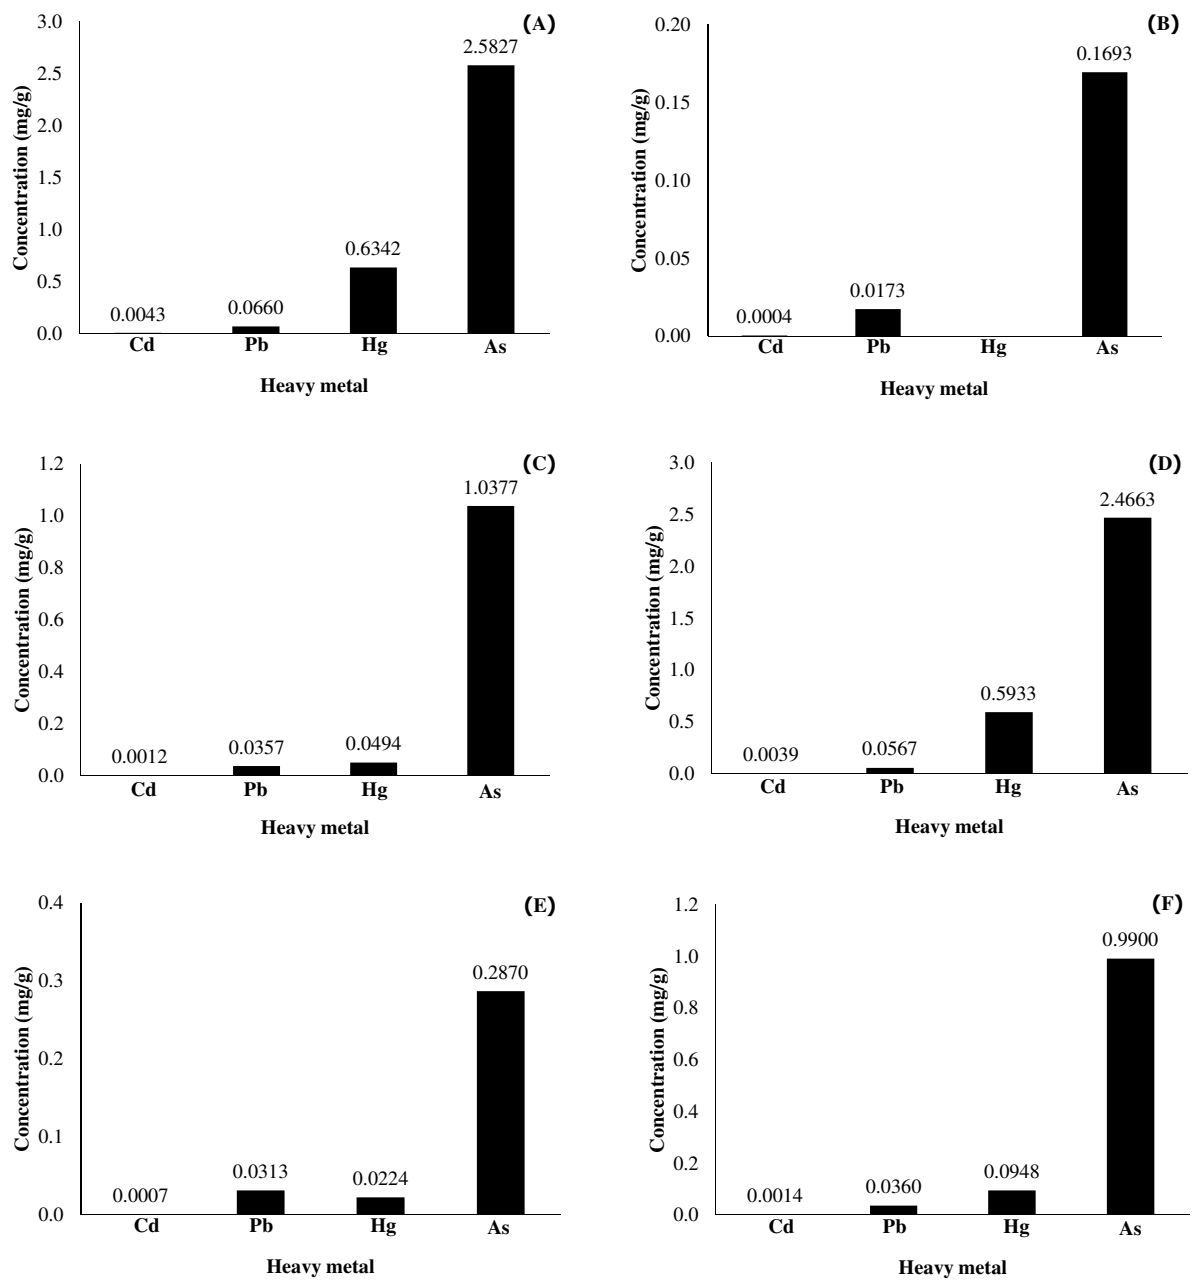 (A)
Concentration (mg/g)
3.0
2.5
2.0
1.5
1.0
0.5
0.0
0.0043
0.0660
0.6342
2.5827
Cd Pb Hg As
Heavy metal
(B)
Concentration (mg/g)
0.20
0.15
0.10
0.05
0.00
0.0004
0.0173
0.1693
Cd Pb Hg As
Heavy metal
(C)
Concentration (mg/g)
1.2
1.0
0.8
0.6
0.4
0.2
0.0
0.0012
0.0357
0.0494
1.0377
Cd Pb Hg As
Heavy metal
(D)
Concentration (mg/g)
3.0
2.5
2.0
1.5
1.0
0.5
0.0
0.0039
0.0567
0.5933
2.4663
Cd Pb Hg As
Heavy metal
(E)
Concentration (mg/g)
0.4
0.3
0.2
0.1
0.0
0.0007
0.0313
0.0224
0.2870
Cd Pb Hg As
Heavy metal
(F)
Concentration (mg/g)
1.2
1.0
0.8
0.6
0.4
0.2
0.0
0.0014
0.0360
0.0948
0.9900
Cd Pb Hg As
Heavy metal